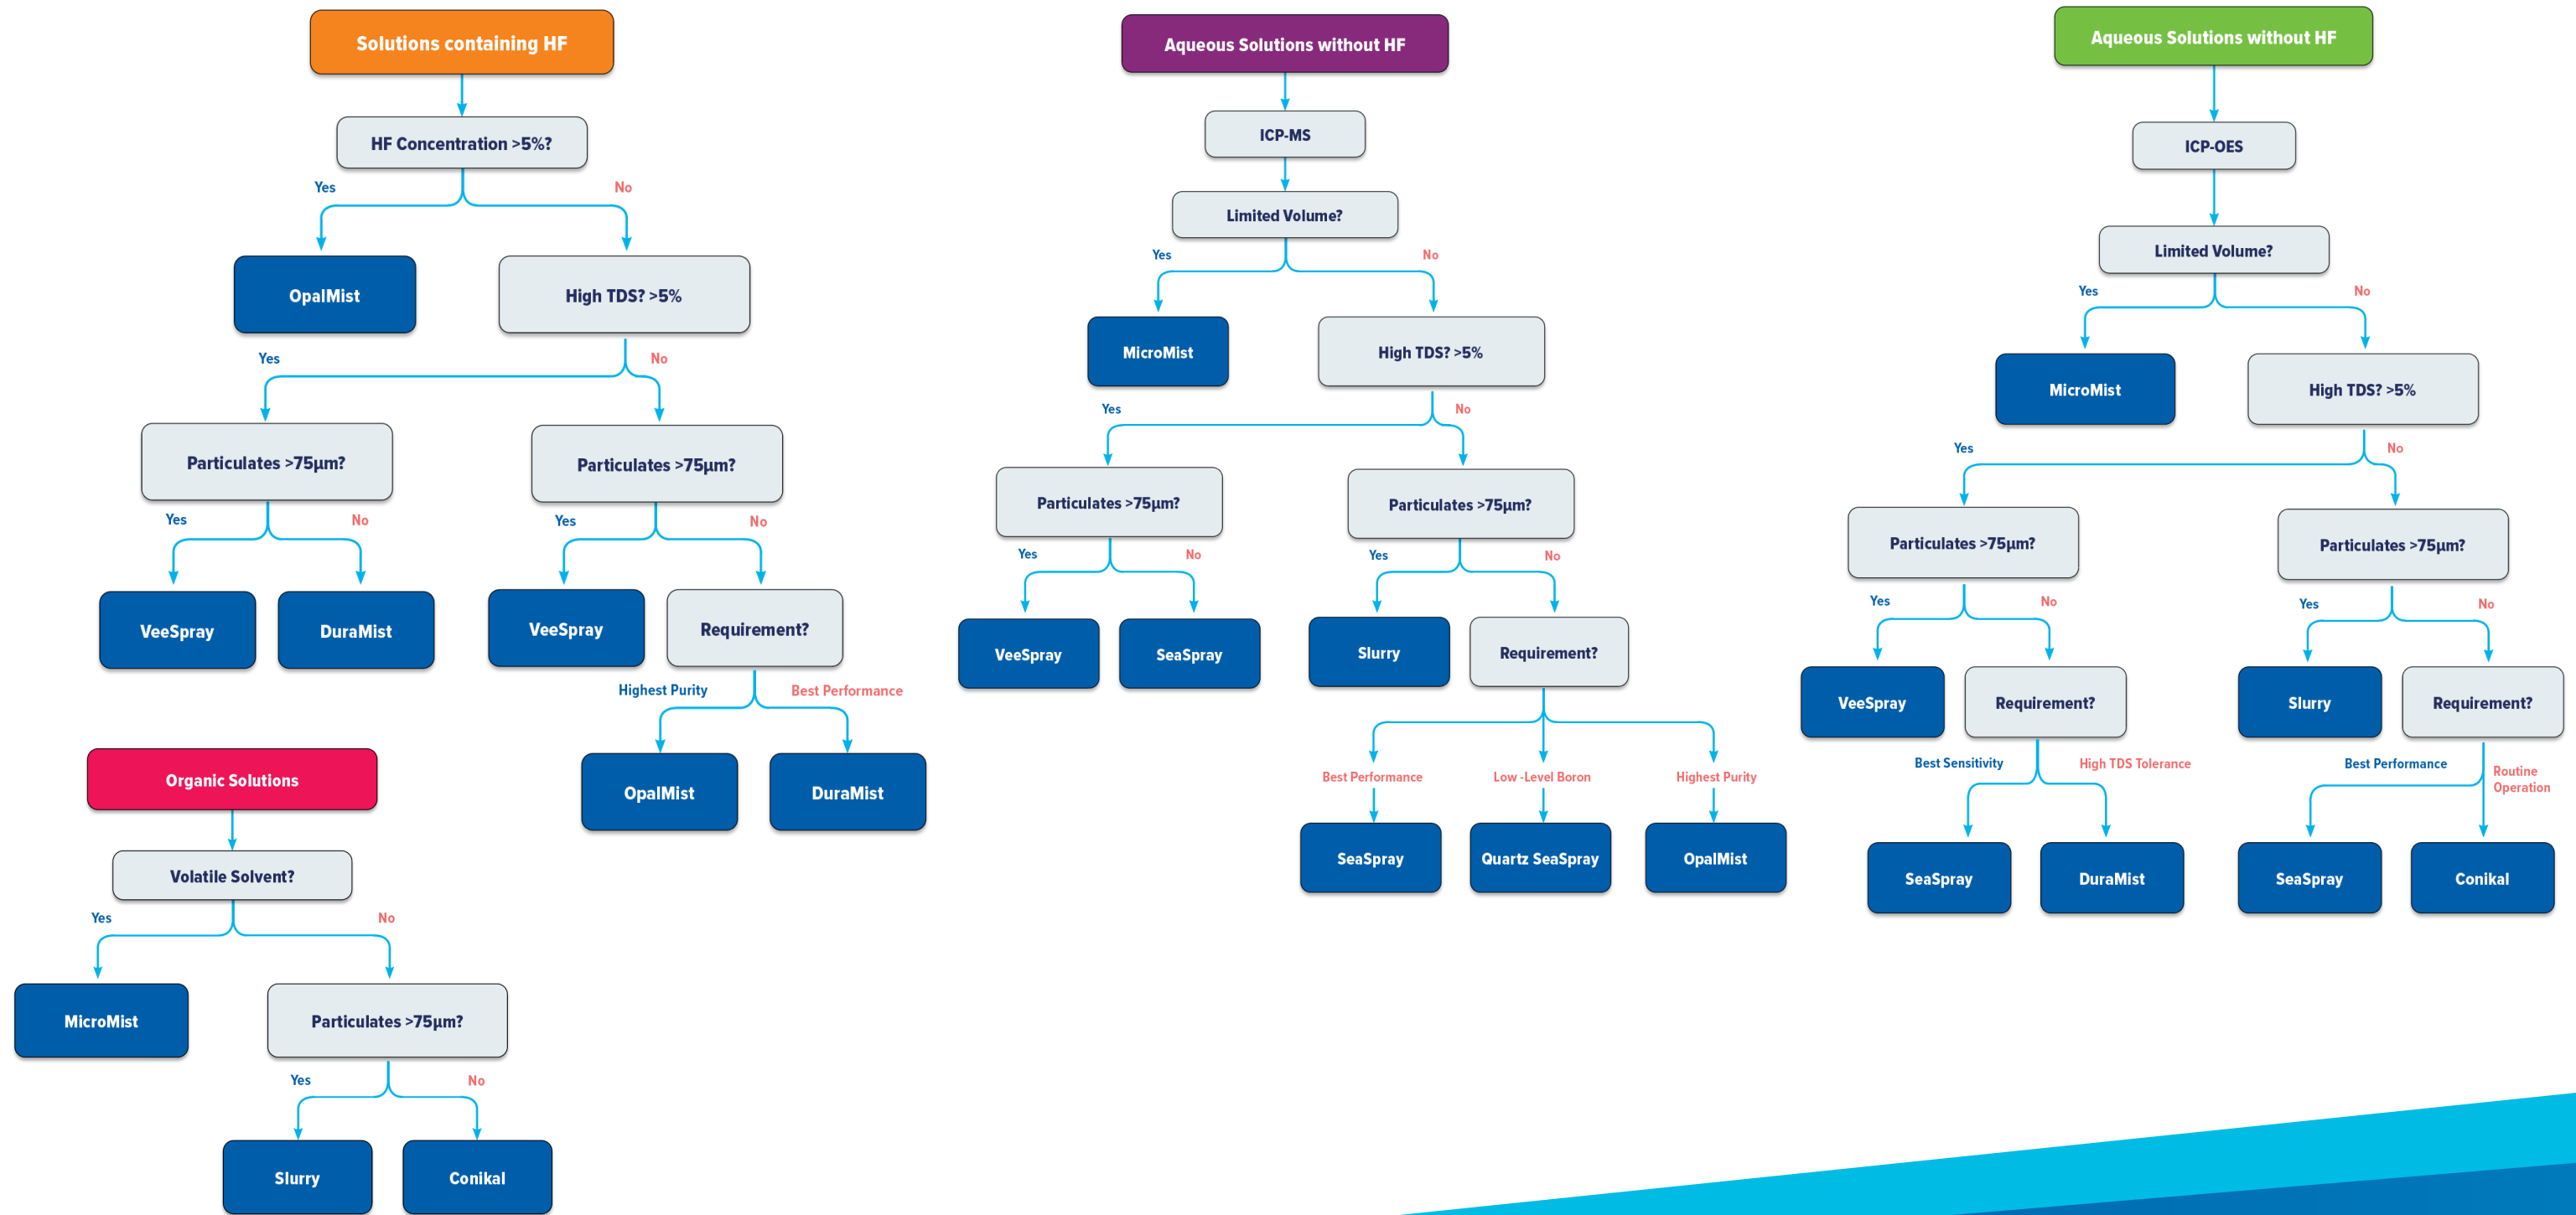 Solutions containing HF
HF Concentration >5%?
Yes
No
OpalMist
High TDS? >5%
Yes
No
Particulates >75µm?
Particulates >75µm?
Yes
No
Yes
No
VeeSpray
DuraMist
VeeSpray
Requirement?
Highest Purity
Best Performance
OpalMist
DuraMist
Organic Solutions
Volatile Solvent?
Yes
No
MicroMist
Particulates >75µm?
Yes
No
Slurry
Conikal
Aqueous Solutions without HF
ICP-MS
Limited Volume?
Yes
No
MicroMist
High TDS? >5%
Yes
No
Particulates >75µm?
Particulates >75µm?
Yes
No
Yes
No
VeeSpray
SeaSpray
Slurry
Requirement?
Best Performance
Low -Level Boron
Highest Purity
SeaSpray
Quartz SeaSpray
OpalMist
Aqueous Solutions without HF
ICP-OES
Limited Volume?
Yes
No
MicroMist
High TDS? >5%
Yes
No
Particulates >75µm?
Particulates >75µm?
Yes
No
Yes
No
VeeSpray
Requirement?
Slurry
Requirement?
Best Sensitivity
High TDS Tolerance
Best Performance
Routine
Operation
SeaSpray
DuraMist
SeaSpray
Conikal